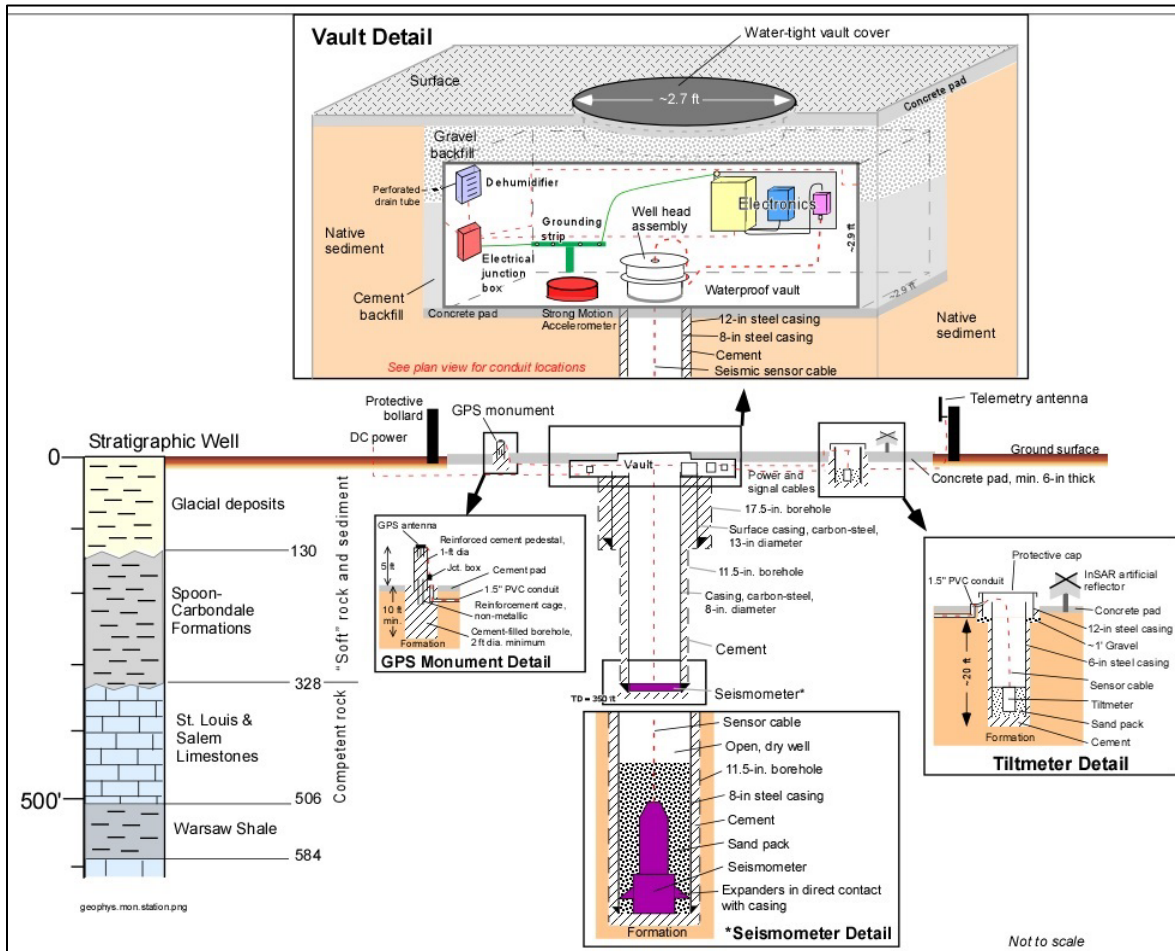 Vault Detail
Water-tight vault cover
Surface
~2.7 ft
Concrete pad
Gravel
backfill
Perforated
drain tube
Dehumidifier
Electronics
Native
sediment
Grounding
strip
Well head
assembly
~2.9 ft
Electrical
junction
box
Waterproof vault
~2.9 ft
Cement
backfill
Concrete pad
Strong Motion
Accelerometer
12-in steel casing
8-in steel casing
Cement
Seismic sensor cable
Native
sediment
See plan view for conduit locations
Protective
bollard
GPS monument
Telemetry antenna
DC power
Stratigraphic Well
0
Vault
Ground surface
Concrete pad, min. 6-in thick
Power and
signal cables
17.5-in. borehole
Surface casing, carbon-steel,
13-in diameter
11.5-in. borehole
Casing, carbon-steel,
8-in. diameter
Cement
Seismometer*
TD = 350 ft
Glacial deposits
130
Spoon-
Carbondale
Formations
328
St. Louis &
Salem
Limestones
500'
506
Warsaw Shale
584
"Soft" rock and sediment
Competent rock
GPS antenna
Reinforced cement pedestal,
1-ft dia
Jct. box
5 ft
Cement pad
1.5" PVC conduit
10 ft
min.
Reinforcement cage,
non-metallic
Cement-filled borehole,
2 ft dia. minimum
Formation
GPS Monument Detail
Protective cap
1.5" PVC conduit
InSAR artificial
reflector
Concrete pad
12-in steel casing
~1' Gravel
6-in steel casing
~20 ft
Sensor cable
Tiltmeter
Sand pack
Formation
Cement
Tiltmeter Detail
Sensor cable
Open, dry well
11.5-in. borehole
8-in steel casing
Cement
Sand pack
Seismometer
Expanders in direct contact
with casing
Formation
*Seismometer Detail
geophys.mon.station.png
Not to scale